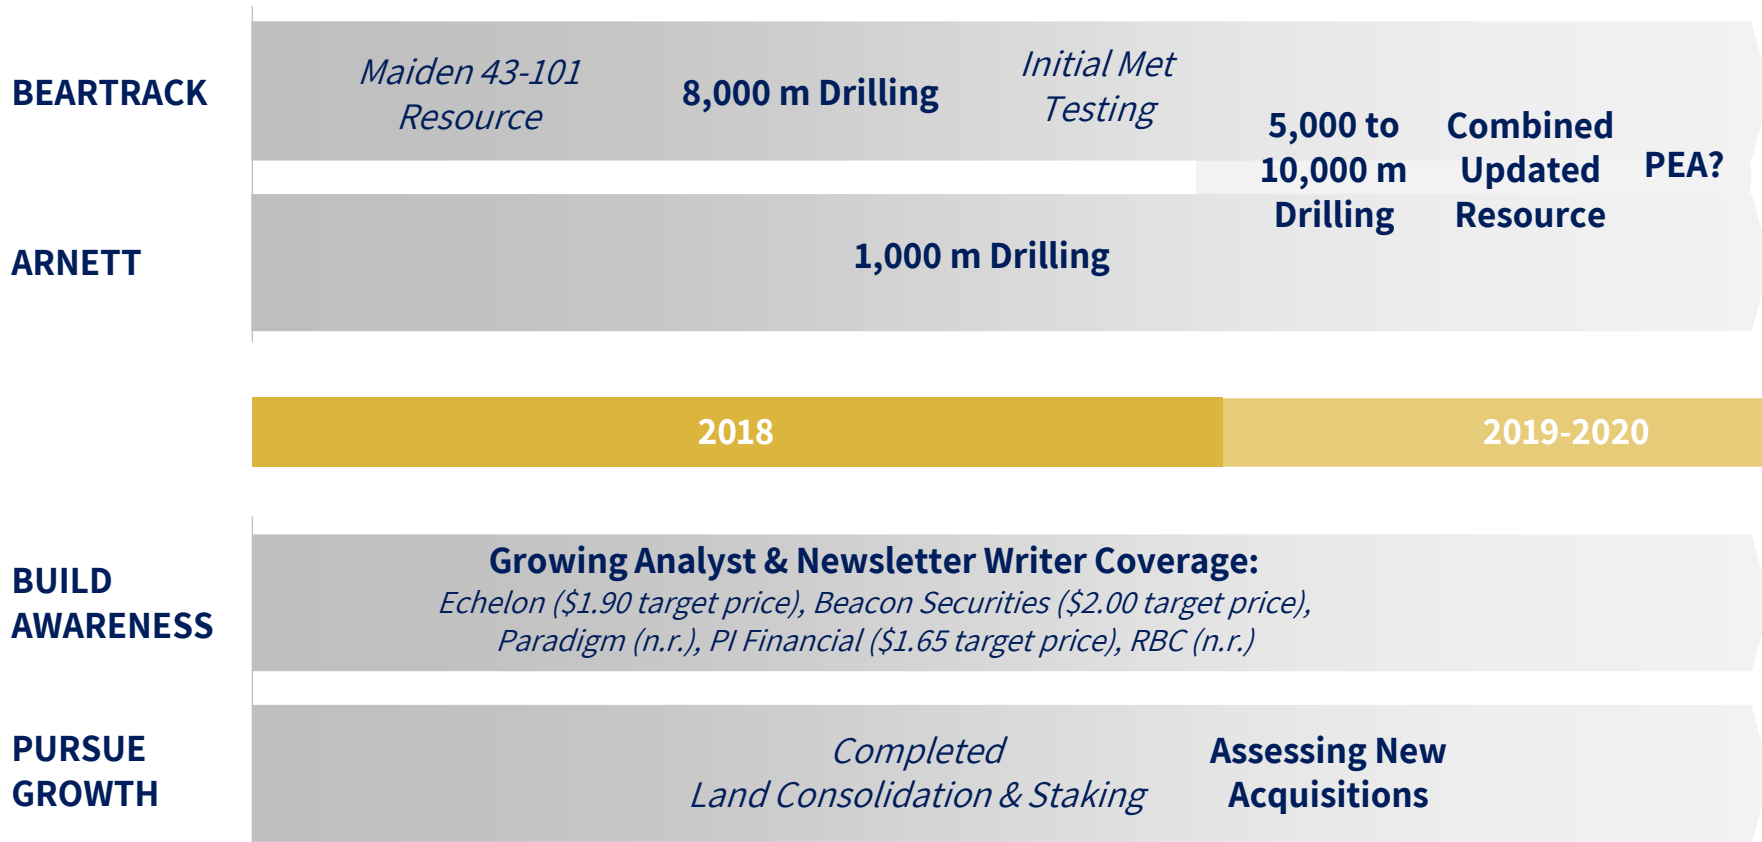 BEARTRACK
Maiden 43-101
Resource
8,000 m Drilling
Initial Met
Testing
5,000 to
10,000 m
Drilling
Combined
Updated
Resource
PEA?
ARNETT
1,000 m Drilling
2018
2019-2020
BUILD
AWARENESS
Growing Analyst & Newsletter Writer Coverage:
Echelon ($1.90 target price), Beacon Securities ($2.00 target price),
Paradigm (n.r.), PI Financial ($1.65 target price), RBC (n.r.)
PURSUE
GROWTH
Completed
Land Consolidation & Staking
Assessing New
Acquisitions